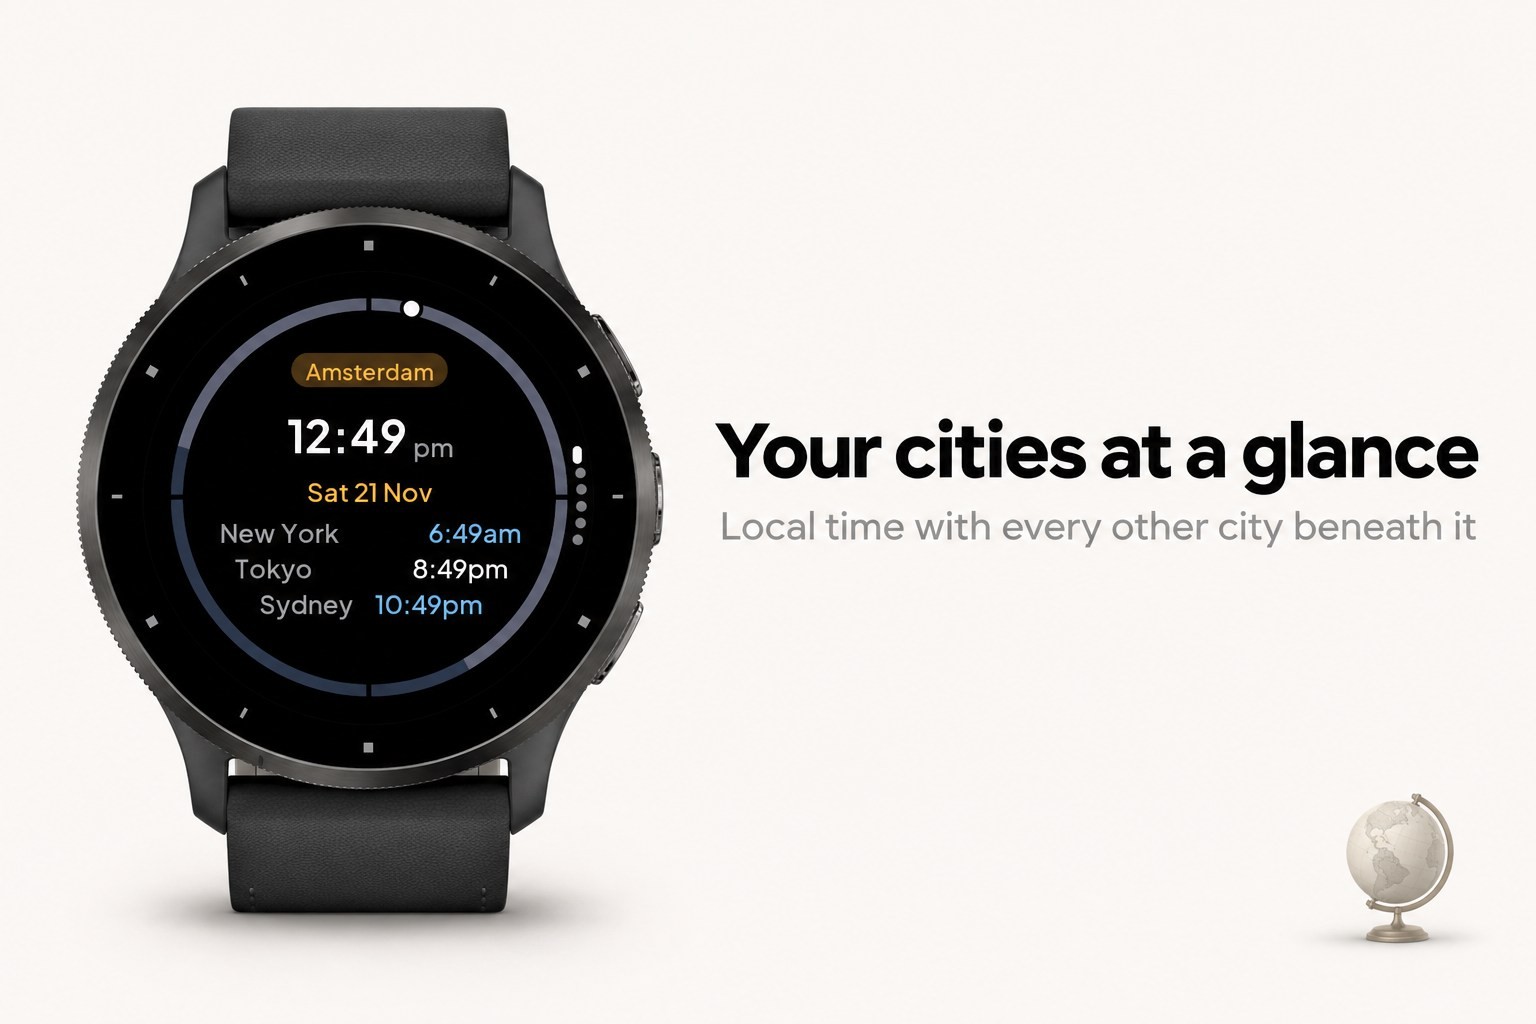 Amsterdam
12:49 pm
Sat 21 Nov
New York 6:49am
Tokyo 8:49pm
Sydney 10:49pm
Your cities at a glance
Local time with every other city beneath it